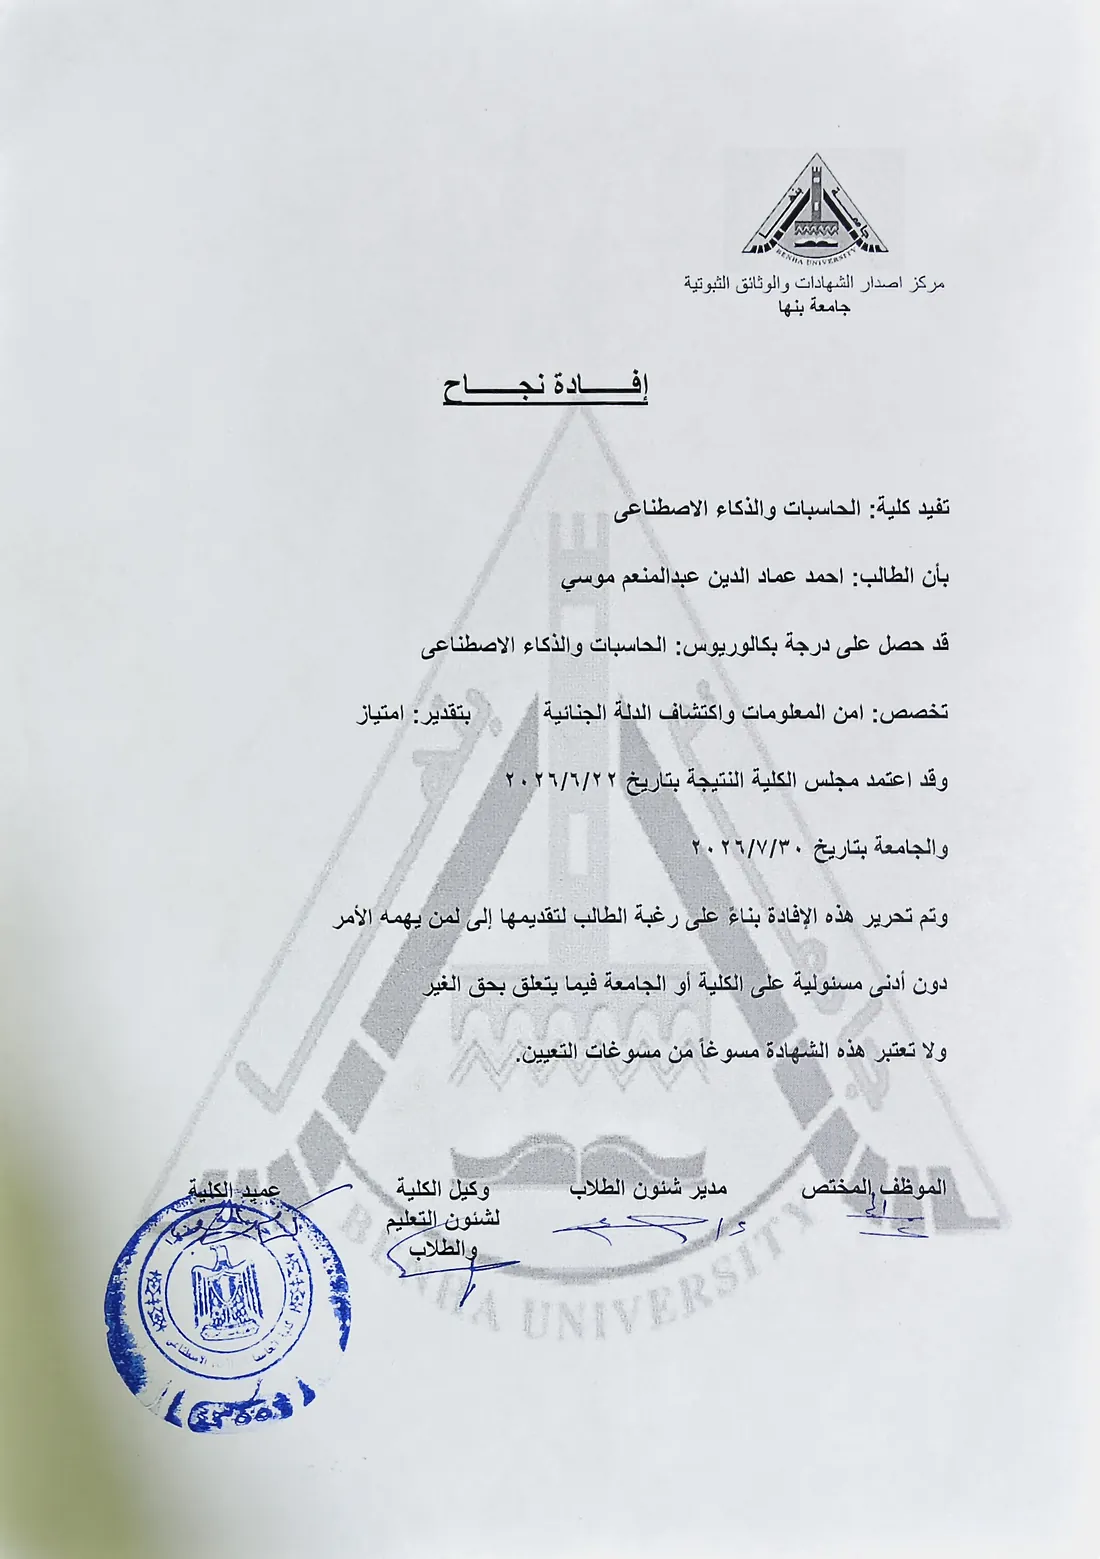 جامعة بنها
BENHA UNIVERSITY
مركز اصدار الشهادات والوثائق الثبوتية
جامعة بنها
إفـــــادة نجـــــاح
تفيد كلية: الحاسبات والذكاء الاصطناعى
بأن الطالب: احمد عماد الدين عبدالمنعم موسي
قد حصل على درجة بكالوريوس: الحاسبات والذكاء الاصطناعى
تخصص: امن المعلومات واكتشاف الدلة الجنائية بتقدير: امتياز
وقد اعتمد مجلس الكلية النتيجة بتاريخ ٢٠٢٦/٦/٢٢
والجامعة بتاريخ ٢٠٢٦/٧/٣٠
وتم تحرير هذه الإفادة بناءً على رغبة الطالب لتقديمها إلى لمن يهمه الأمر
دون أدنى مسئولية على الكلية أو الجامعة فيما يتعلق بحق الغير
ولا تعتبر هذه الشهادة مسوغاً من مسوغات التعيين.
الموظف المختص
مدير شئون الطلاب
وكيل الكلية
لشئون التعليم
والطلاب
عميد الكلية
BENHA UNIVERSITY